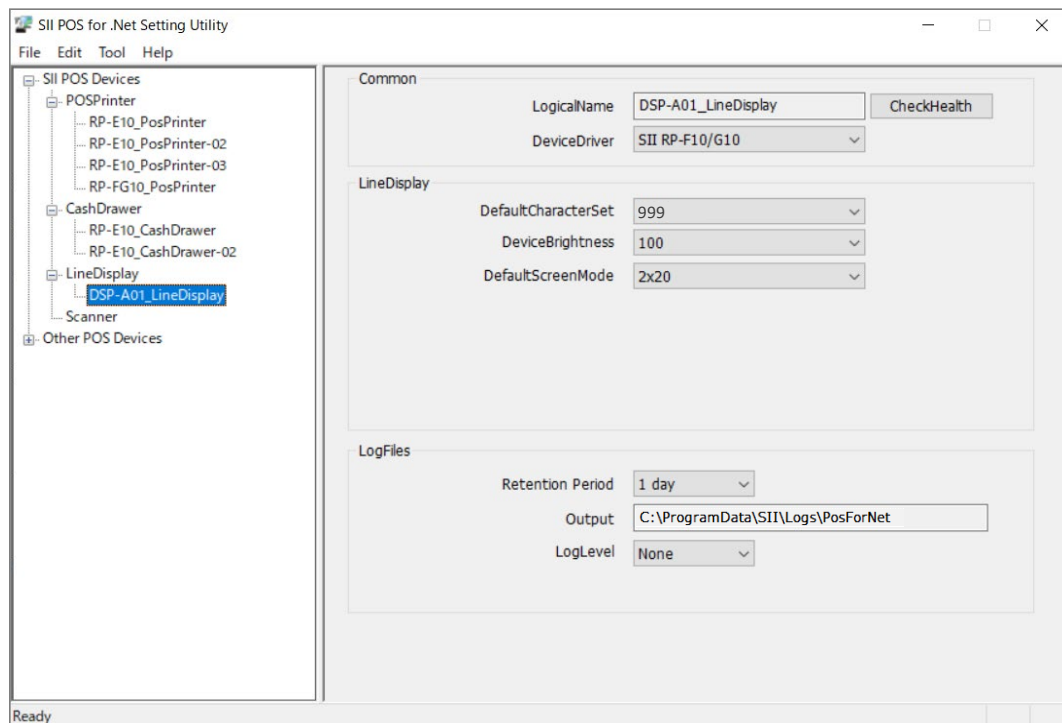 SII POS for .Net Setting Utility
File Edit Tool Help
SII POS Devices
POSPrinter
RP-E10_PosPrinter
RP-E10_PosPrinter-02
RP-E10_PosPrinter-03
RP-FG10_PosPrinter
CashDrawer
RP-E10_CashDrawer
RP-E10_CashDrawer-02
LineDisplay
DSP-A01_LineDisplay
Scanner
Other POS Devices
Common
LogicalName DSP-A01_LineDisplay CheckHealth
DeviceDriver SII RP-F10/G10
LineDisplay
DefaultCharacterSet 999
DeviceBrightness 100
DefaultScreenMode 2x20
LogFiles
Retention Period 1 day
Output C:\ProgramData\SII\Logs\PosForNet
LogLevel None
Ready